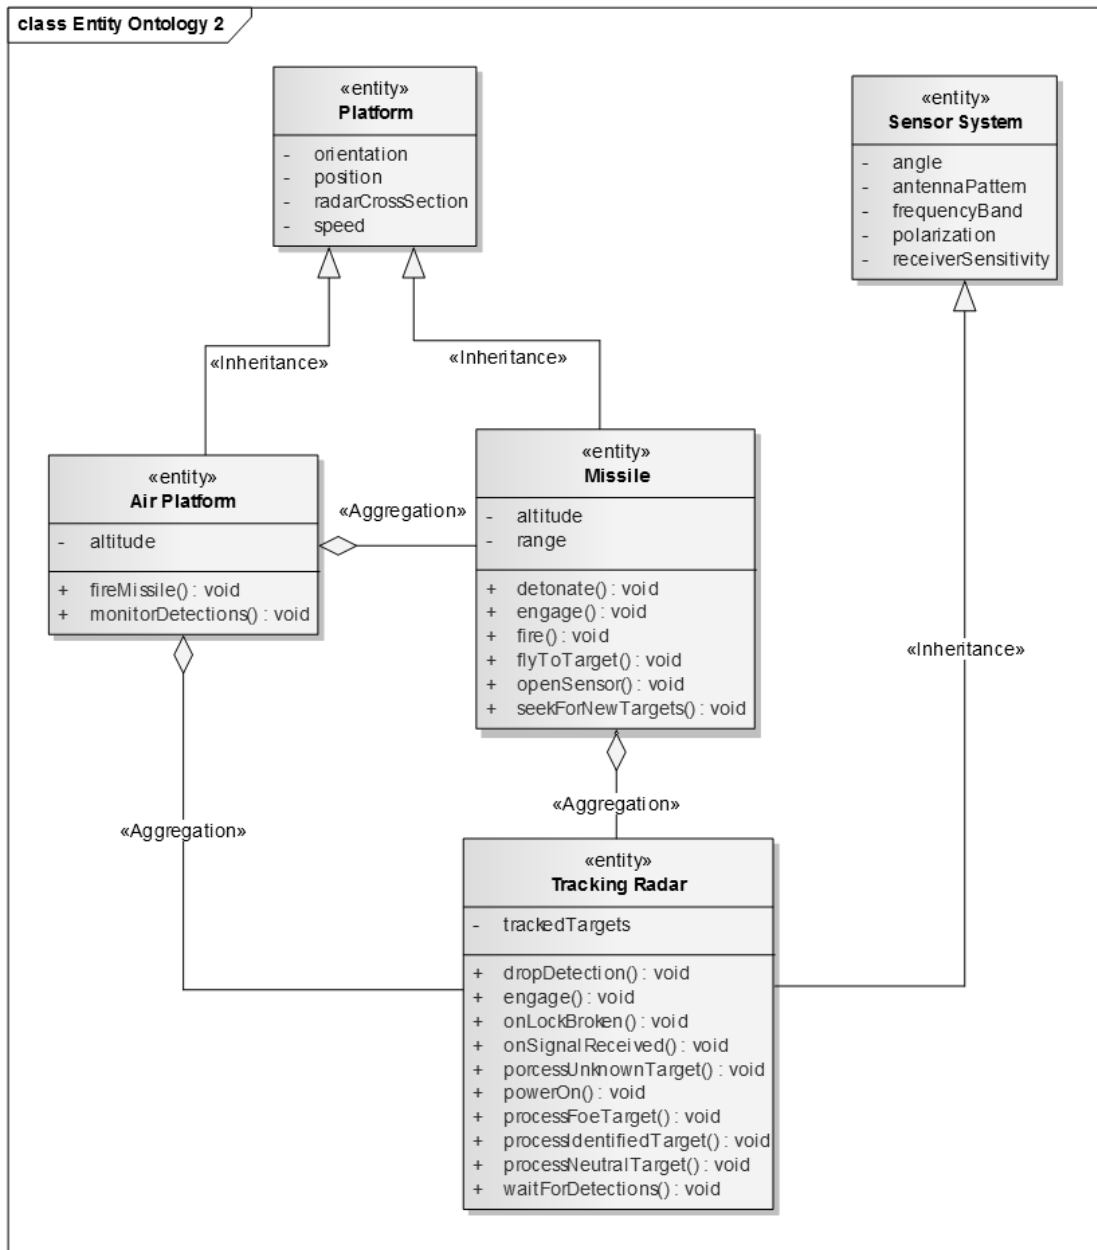 class Entity Ontology 2
«entity»
Platform
- orientation
- position
- radarCrossSection
- speed
«entity»
Sensor System
- angle
- antennaPattern
- frequencyBand
- polarization
- receiverSensitivity
«Inheritance»
«Inheritance»
«entity»
Air Platform
- altitude
+ fireMissile() : void
+ monitorDetections() : void
«Aggregation»
«entity»
Missile
- altitude
- range
+ detonate() : void
+ engage() : void
+ fire() : void
+ flyToTarget() : void
+ openSensor() : void
+ seekForNewTargets() : void
«Inheritance»
«Aggregation»
«Aggregation»
«entity»
Tracking Radar
- trackedTargets
+ dropDetection() : void
+ engage() : void
+ onLockBroken() : void
+ onSignalReceived() : void
+ porcessUnknownTarget() : void
+ powerOn() : void
+ processFoeTarget() : void
+ processIdentifiedTarget() : void
+ processNeutralTarget() : void
+ waitForDetections() : void